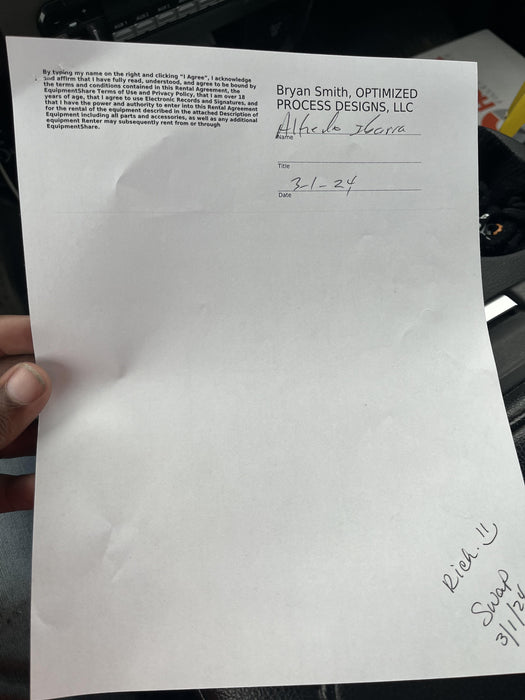 By typing my name on the right and clicking "I Agree", I acknowledge
and affirm that I have fully read, understood, and agree to be bound by
the terms and conditions contained in this Rental Agreement, the
EquipmentShare Terms of Use and Privacy Policy, that I am over 18
years of age, that I agree to use Electronic Records and Signatures, and
that I have the power and authority to enter into this Rental Agreement
for the rental of the equipment described in the attached Description of
Equipment including all parts and accessories, as well as any additional
equipment Renter may subsequently rent from or through
EquipmentShare.
Bryan Smith, OPTIMIZED
PROCESS DESIGNS, LLC
Alfredo Ibarra
Name
Title
3-1-24
Date
Rich.
Swap
3/1/24